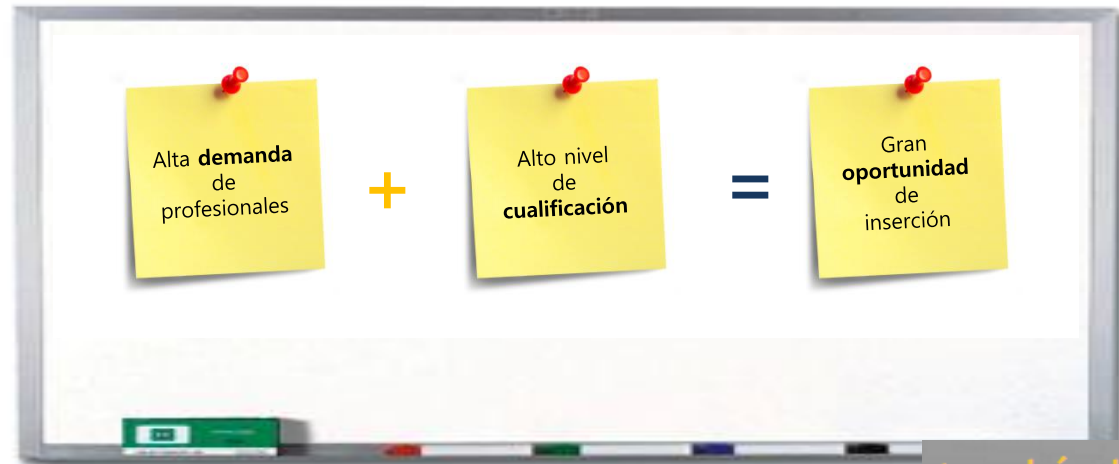 Alta demanda
de
profesionales
+
Alto nivel
de
cualificación
=
Gran
oportunidad
de
inserción